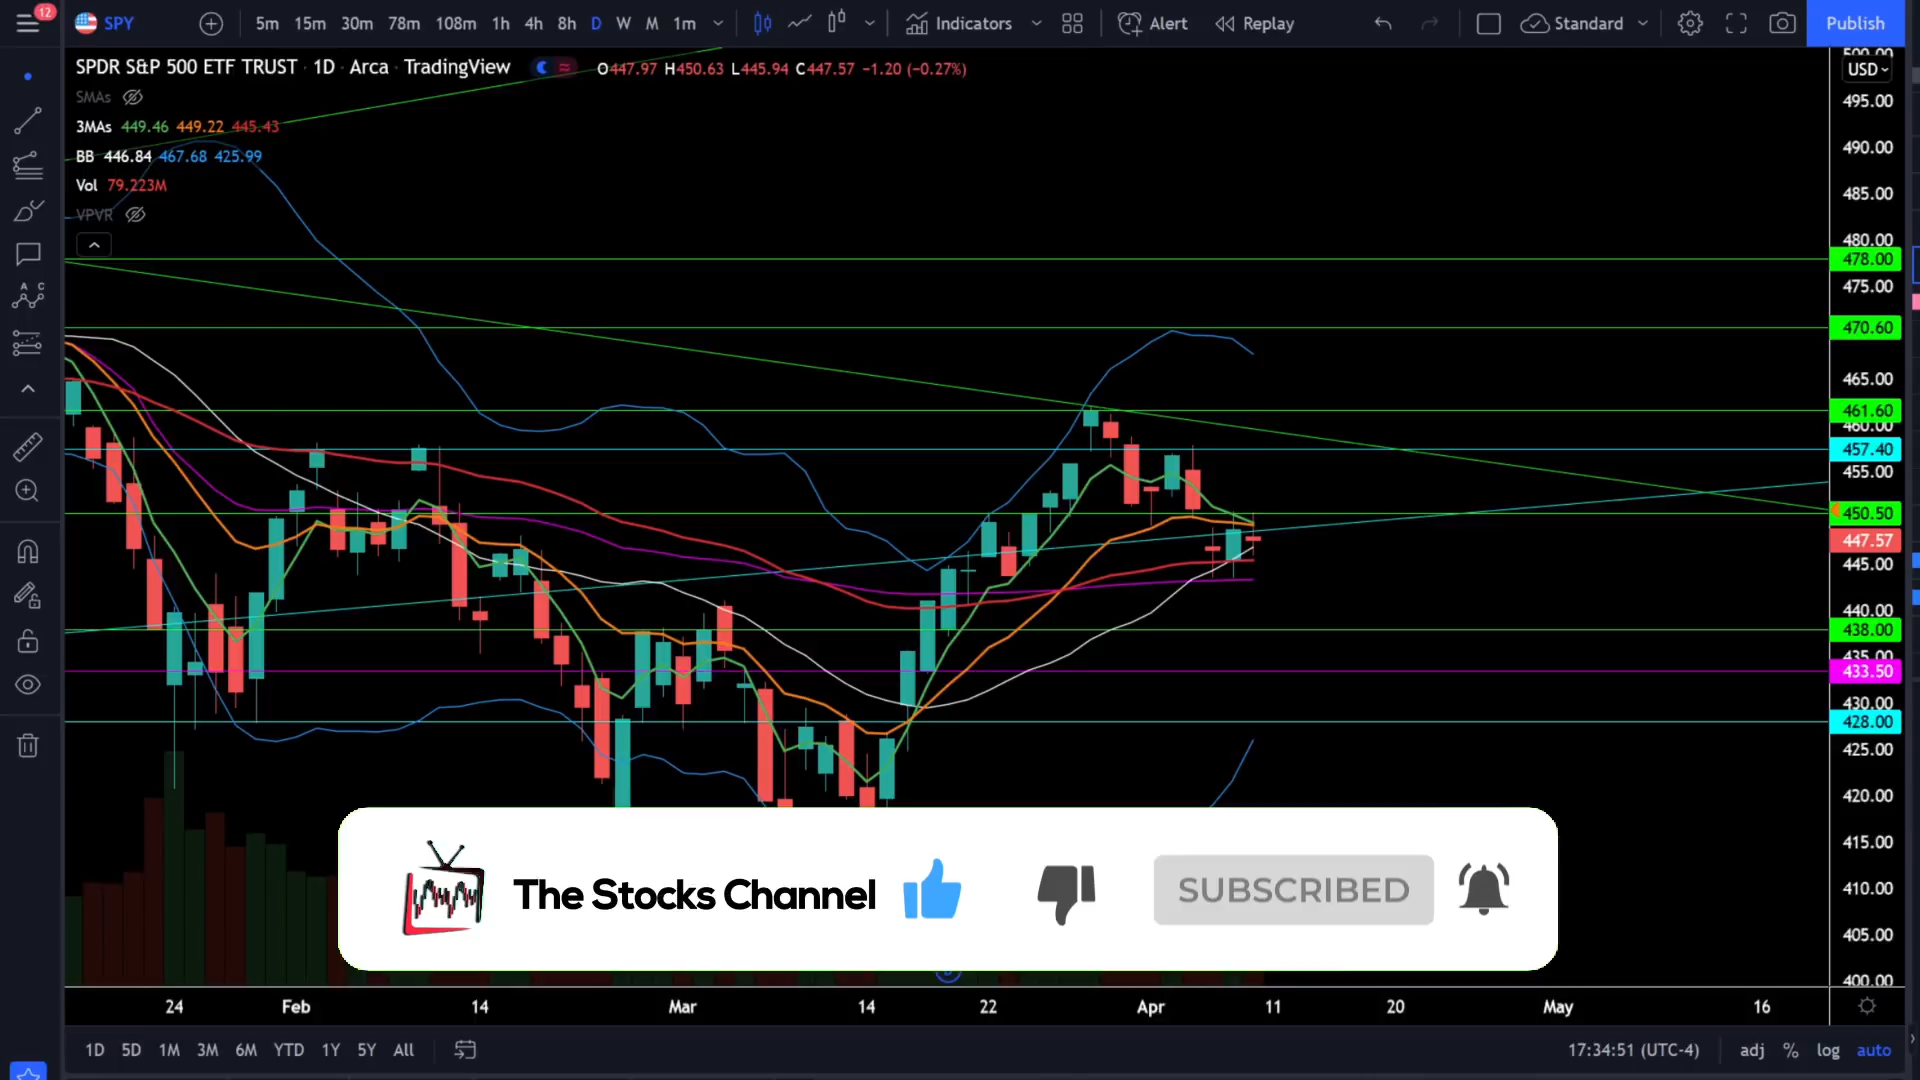 12
SPY
5m 15m 30m 78m 108m 1h 4h 8h D W M 1m
Indicators
Alert
Replay
Standard
Publish
SPDR S&P 500 ETF TRUST · 1D · Arca · TradingView
O447.97 H450.63 L445.94 C447.57 −1.20 (−0.27%)
SMAs
3MAs 449.46 449.22 445.43
BB 446.84 467.68 425.99
Vol 79.223M
VPVR
A C
500.00
USD
495.00
490.00
485.00
480.00
478.00
475.00
470.60
465.00
461.60
460.00
457.40
455.00
450.50
447.57
445.00
440.00
438.00
435.00
433.50
430.00
428.00
425.00
420.00
415.00
410.00
405.00
400.00
The Stocks Channel
SUBSCRIBED
24 Feb 14 Mar 14 22 Apr 11 20 May 16
1D 5D 1M 3M 6M YTD 1Y 5Y All
17:34:51 (UTC-4)
adj % log auto